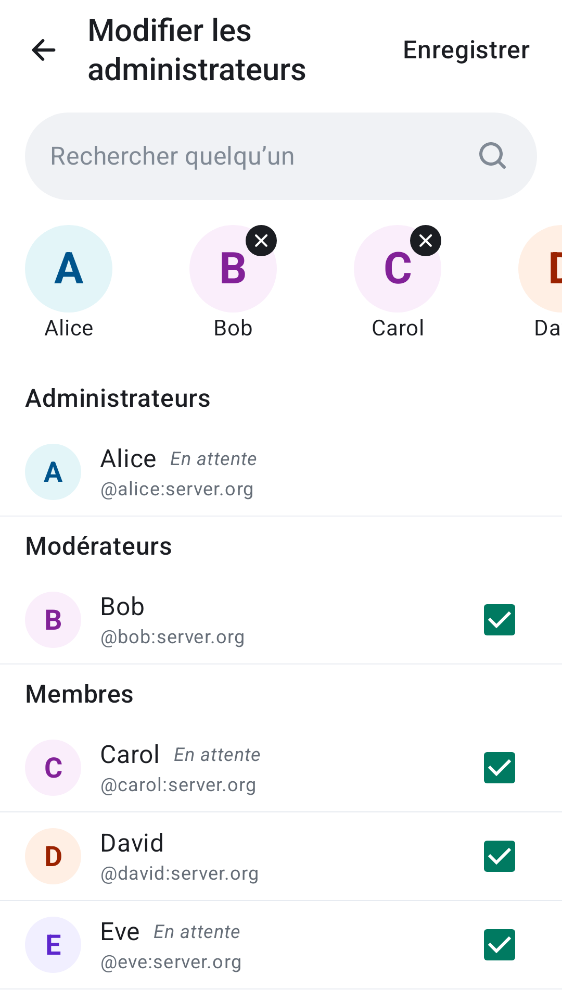 Modifier les
administrateurs
Enregistrer
Rechercher quelqu’un
A
B
C
Alice
Bob
Carol
Da
Administrateurs
A
Alice En attente
@alice:server.org
Modérateurs
B
Bob
@bob:server.org
Membres
C
Carol En attente
@carol:server.org
D
David
@david:server.org
E
Eve En attente
@eve:server.org